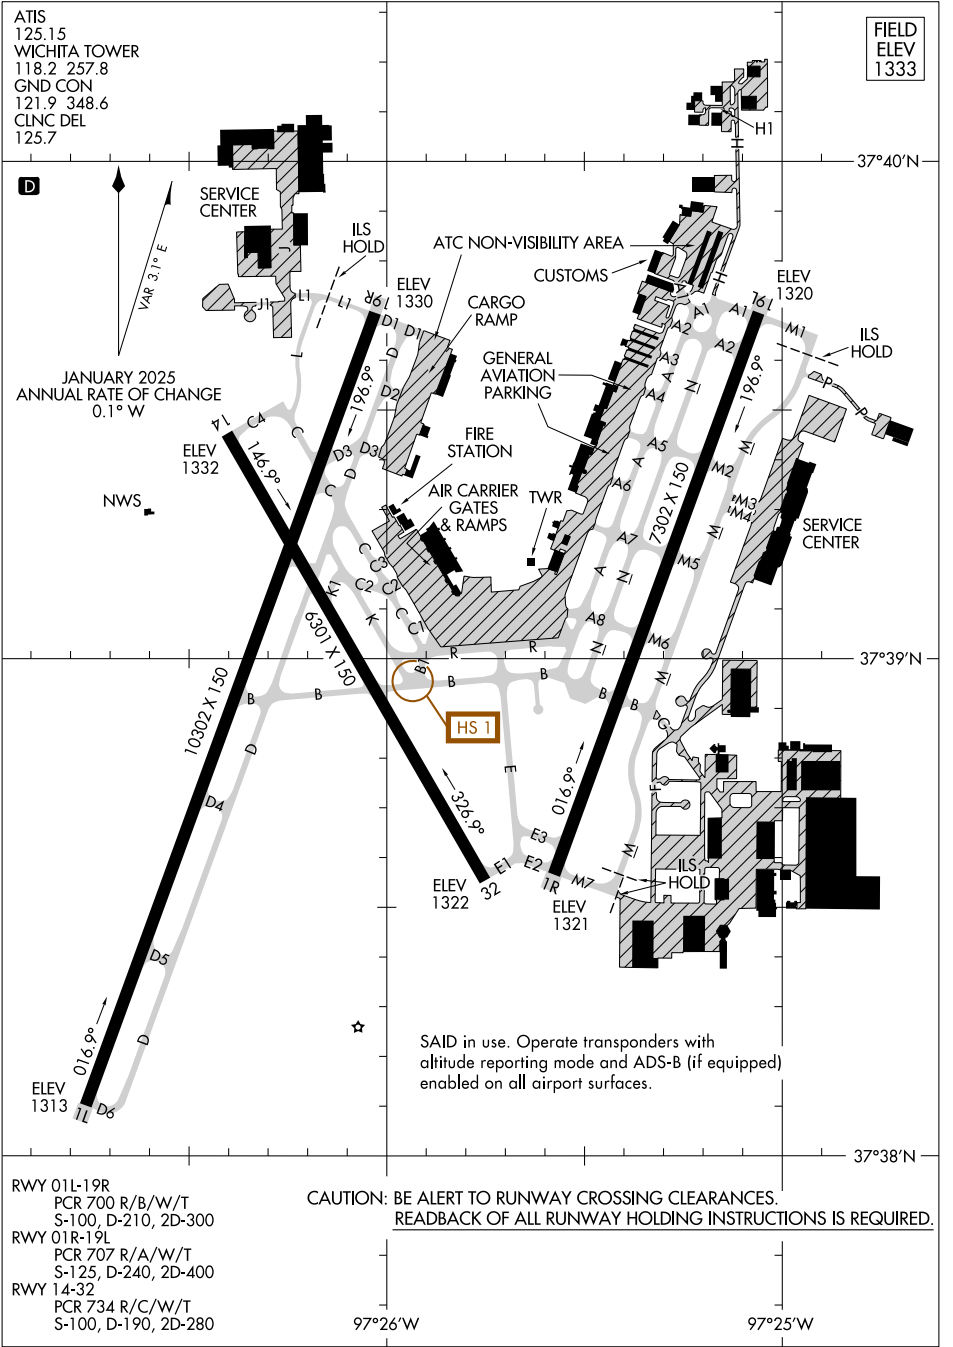 ATIS
125.15
WICHITA TOWER
118.2 257.8
GND CON
121.9 348.6
CLNC DEL
125.7
FIELD
ELEV
1333
D
VAR 3.1° E
JANUARY 2025
ANNUAL RATE OF CHANGE
0.1° W
SERVICE
CENTER
ILS
HOLD
ATC NON-VISIBILITY AREA
CUSTOMS
H1
H
H
37°40'N
J
J1
L1
L1
L
19R
ELEV
1330
D1
D1
CARGO
RAMP
GENERAL
AVIATION
PARKING
ELEV
1320
19L
A1
A1
A2
A2
M1
ILS
HOLD
P
P
196.9°
196.9°
D
D2
D3
D3
D
A3
A
A4
N
A5
A
A6
A7
A
N
A8
N
M
M2
M3
M4
M
M5
M6
M
7302 X 150
14
ELEV
1332
146.9°
C4
C
C
NWS
FIRE
STATION
AIR CARRIER
GATES
& RAMPS
TWR
SERVICE
CENTER
C
C3
C2
C2
C
C1
K1
K
6301 X 150
B1
R
R
37°39'N
B
B
B
B
B
B
HS 1
G
10302 X 150
D
D4
E
F
326.9°
016.9°
E3
E1
E2
M
M7
ILS
HOLD
ELEV
1322
32
1R
ELEV
1321
D5
D
016.9°
ELEV
1313
1L
D6
SAID in use. Operate transponders with
altitude reporting mode and ADS-B (if equipped)
enabled on all airport surfaces.
37°38'N
RWY 01L-19R
PCR 700 R/B/W/T
S-100, D-210, 2D-300
RWY 01R-19L
PCR 707 R/A/W/T
S-125, D-240, 2D-400
RWY 14-32
PCR 734 R/C/W/T
S-100, D-190, 2D-280
CAUTION: BE ALERT TO RUNWAY CROSSING CLEARANCES.
READBACK OF ALL RUNWAY HOLDING INSTRUCTIONS IS REQUIRED.
97°26'W
97°25'W